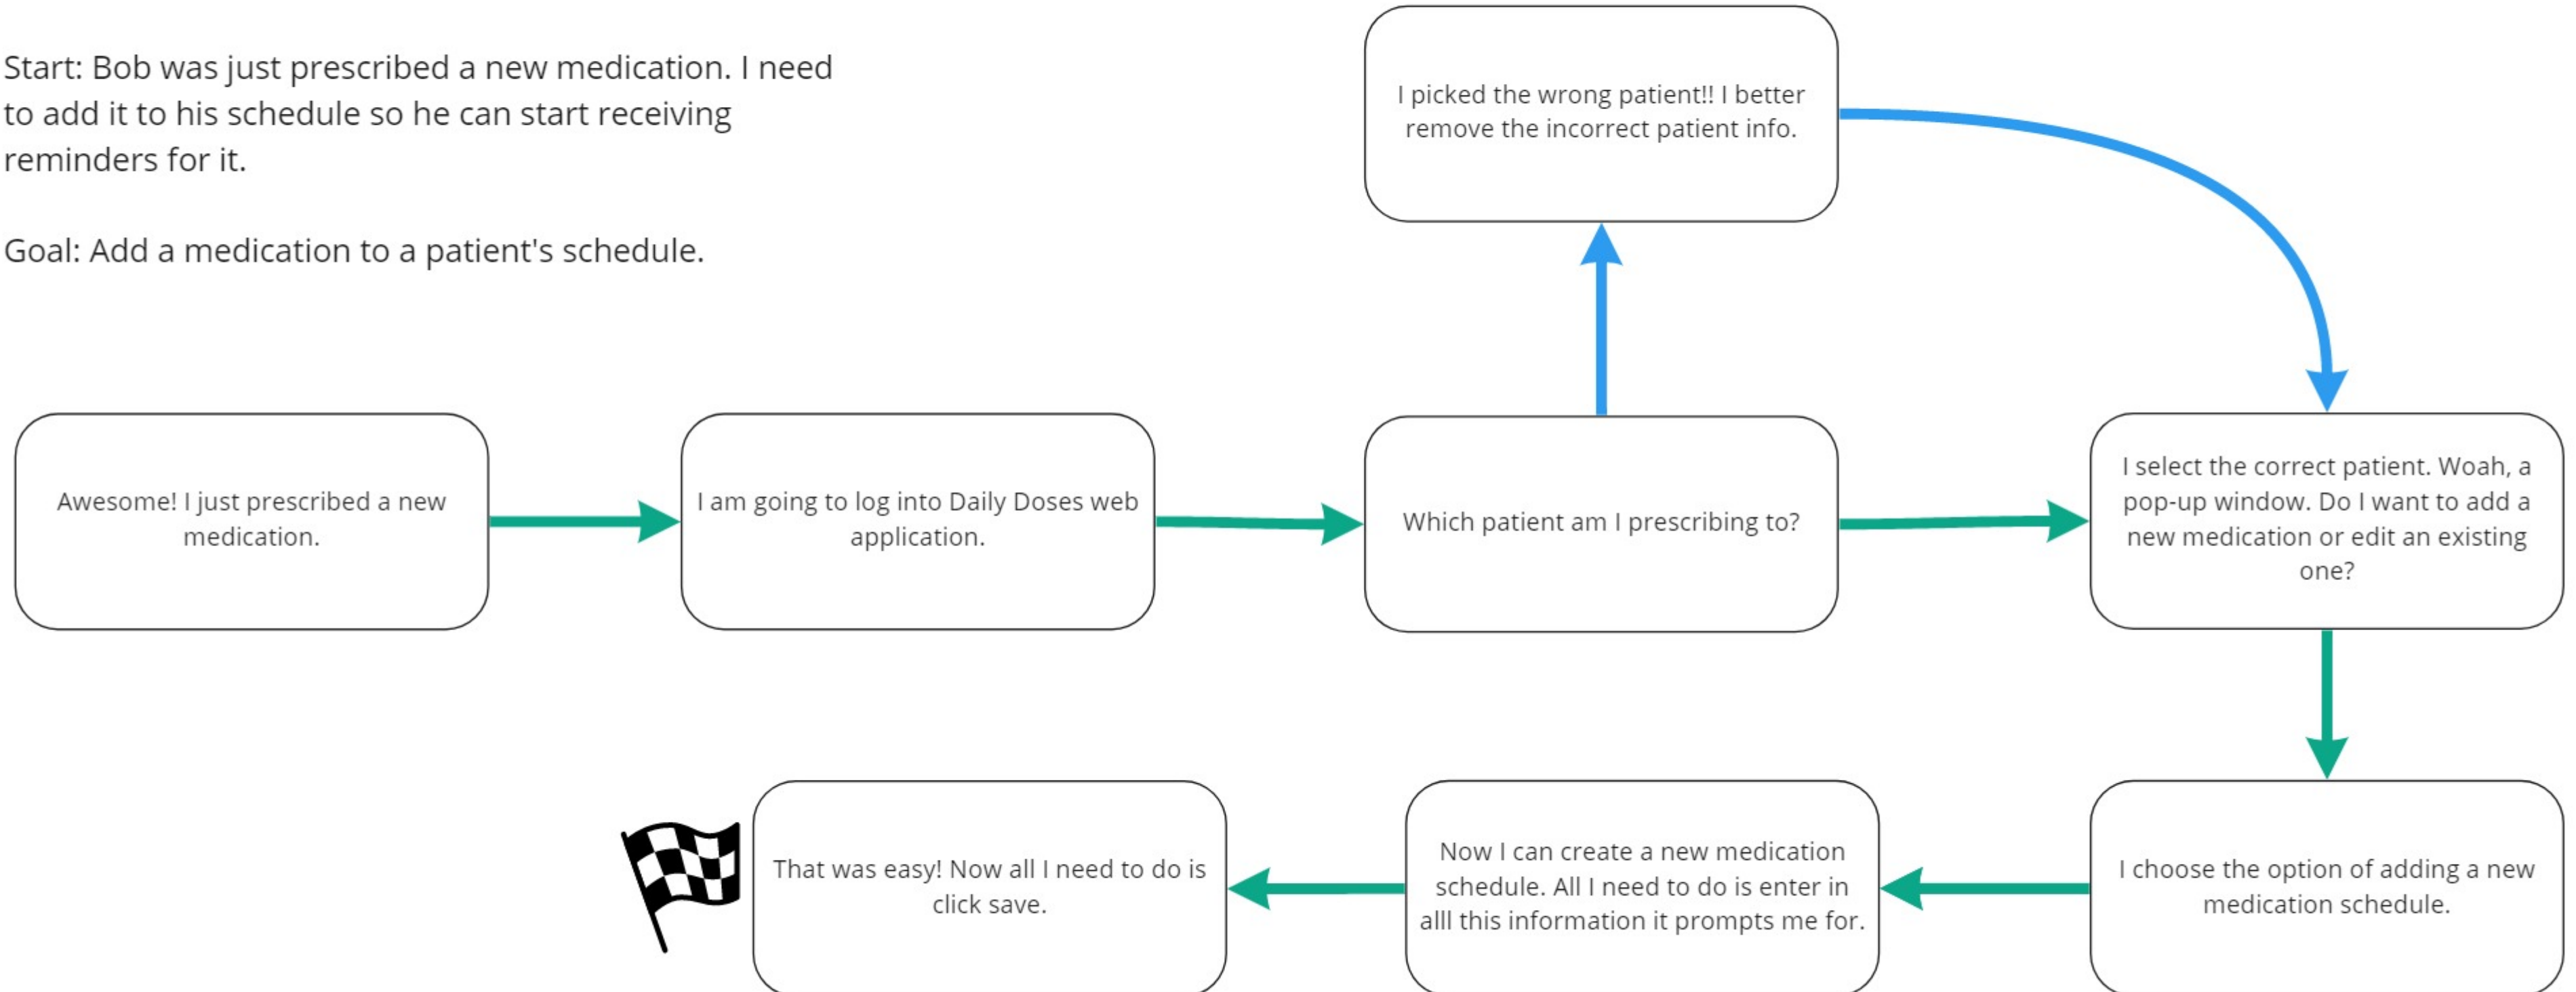 Start: Bob was just prescribed a new medication. I need
to add it to his schedule so he can start receiving
reminders for it.
Goal: Add a medication to a patient's schedule.
I picked the wrong patient!! I better
remove the incorrect patient info.
Awesome! I just prescribed a new
medication.
I am going to log into Daily Doses web
application.
Which patient am I prescribing to?
I select the correct patient. Woah, a
pop-up window. Do I want to add a
new medication or edit an existing
one?
I choose the option of adding a new
medication schedule.
Now I can create a new medication
schedule. All I need to do is enter in
alll this information it prompts me for.
That was easy! Now all I need to do is
click save.